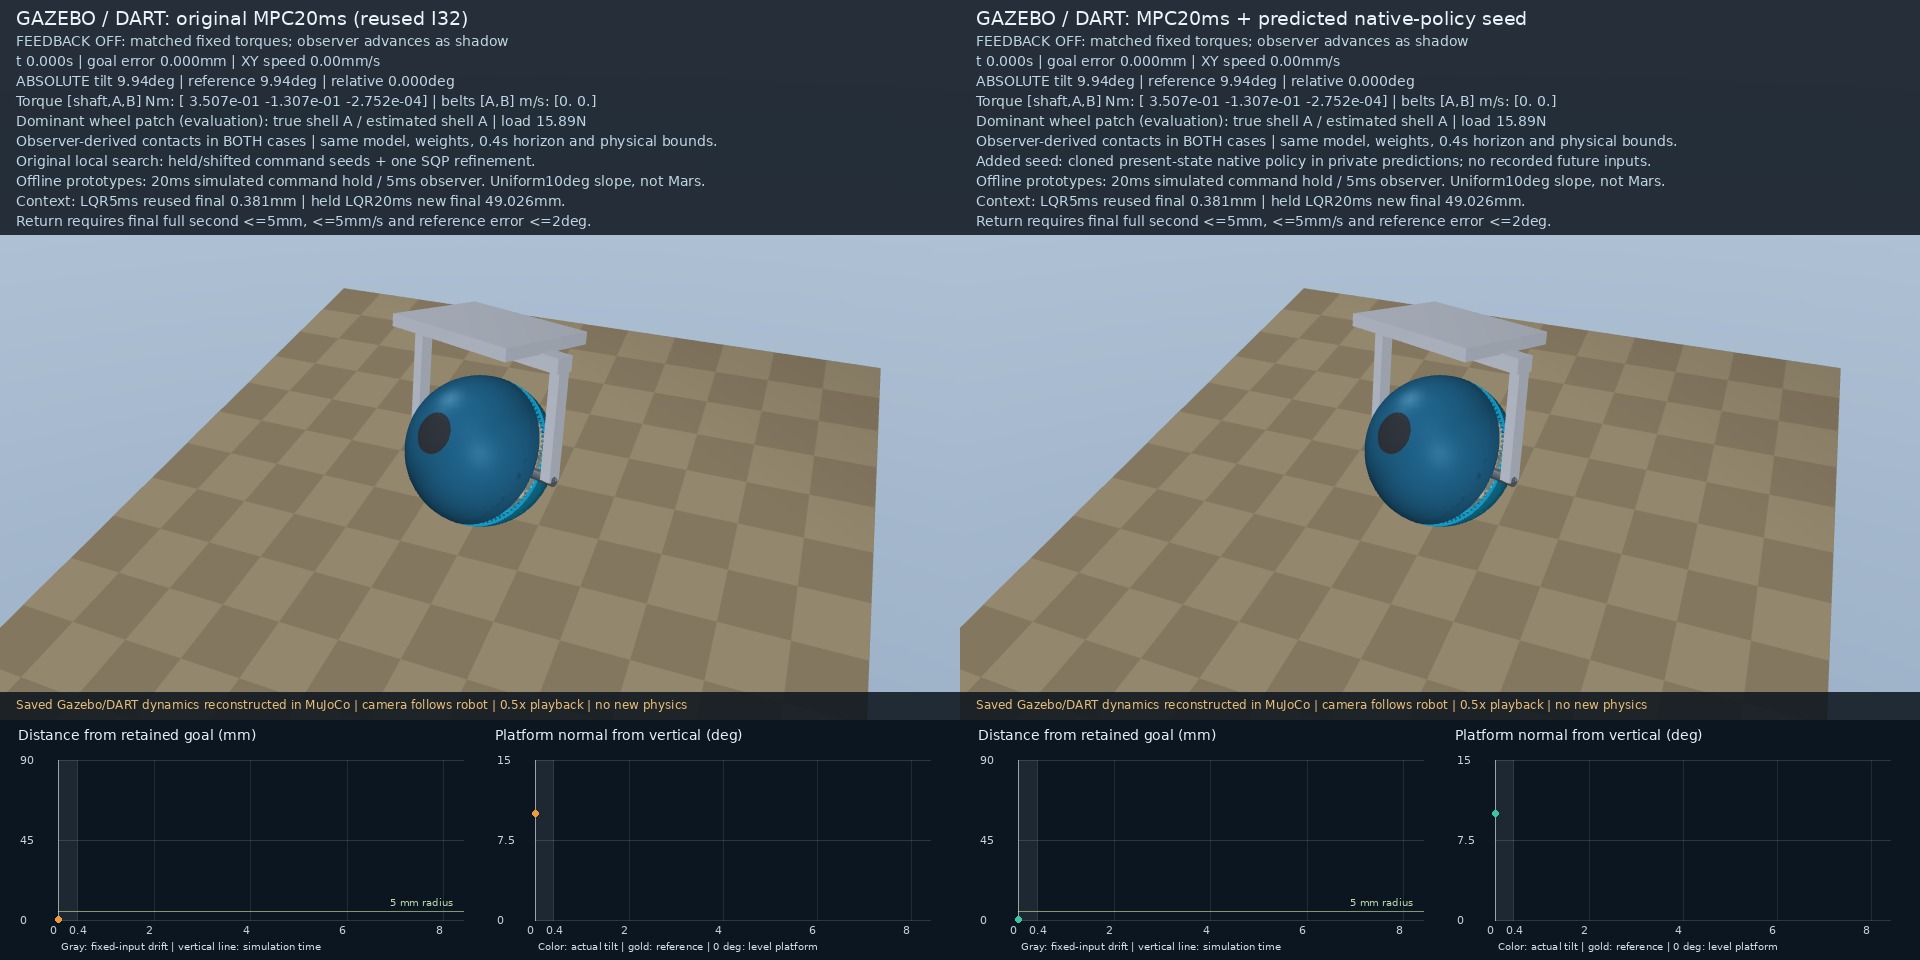 GAZEBO / DART: original MPC20ms (reused I32)
FEEDBACK OFF: matched fixed torques; observer advances as shadow
t 0.000s | goal error 0.000mm | XY speed 0.00mm/s
ABSOLUTE tilt 9.94deg | reference 9.94deg | relative 0.000deg
Torque [shaft,A,B] Nm: [ 3.507e-01 -1.307e-01 -2.752e-04] | belts [A,B] m/s: [0. 0.]
Dominant wheel patch (evaluation): true shell A / estimated shell A | load 15.89N
Observer-derived contacts in BOTH cases | same model, weights, 0.4s horizon and physical bounds.
Original local search: held/shifted command seeds + one SQP refinement.
Offline prototypes: 20ms simulated command hold / 5ms observer. Uniform10deg slope, not Mars.
Context: LQR5ms reused final 0.381mm | held LQR20ms new final 49.026mm.
Return requires final full second <=5mm, <=5mm/s and reference error <=2deg.
GAZEBO / DART: MPC20ms + predicted native-policy seed
FEEDBACK OFF: matched fixed torques; observer advances as shadow
t 0.000s | goal error 0.000mm | XY speed 0.00mm/s
ABSOLUTE tilt 9.94deg | reference 9.94deg | relative 0.000deg
Torque [shaft,A,B] Nm: [ 3.507e-01 -1.307e-01 -2.752e-04] | belts [A,B] m/s: [0. 0.]
Dominant wheel patch (evaluation): true shell A / estimated shell A | load 15.89N
Observer-derived contacts in BOTH cases | same model, weights, 0.4s horizon and physical bounds.
Added seed: cloned present-state native policy in private predictions; no recorded future inputs.
Offline prototypes: 20ms simulated command hold / 5ms observer. Uniform10deg slope, not Mars.
Context: LQR5ms reused final 0.381mm | held LQR20ms new final 49.026mm.
Return requires final full second <=5mm, <=5mm/s and reference error <=2deg.
Saved Gazebo/DART dynamics reconstructed in MuJoCo | camera follows robot | 0.5x playback | no new physics
Saved Gazebo/DART dynamics reconstructed in MuJoCo | camera follows robot | 0.5x playback | no new physics
Distance from retained goal (mm)
90
45
0
5 mm radius
0 0.4 2 4 6 8
Gray: fixed-input drift | vertical line: simulation time
Platform normal from vertical (deg)
15
7.5
0
0 0.4 2 4 6 8
Color: actual tilt | gold: reference | 0 deg: level platform
Distance from retained goal (mm)
90
45
0
5 mm radius
0 0.4 2 4 6 8
Gray: fixed-input drift | vertical line: simulation time
Platform normal from vertical (deg)
15
7.5
0
0 0.4 2 4 6 8
Color: actual tilt | gold: reference | 0 deg: level platform